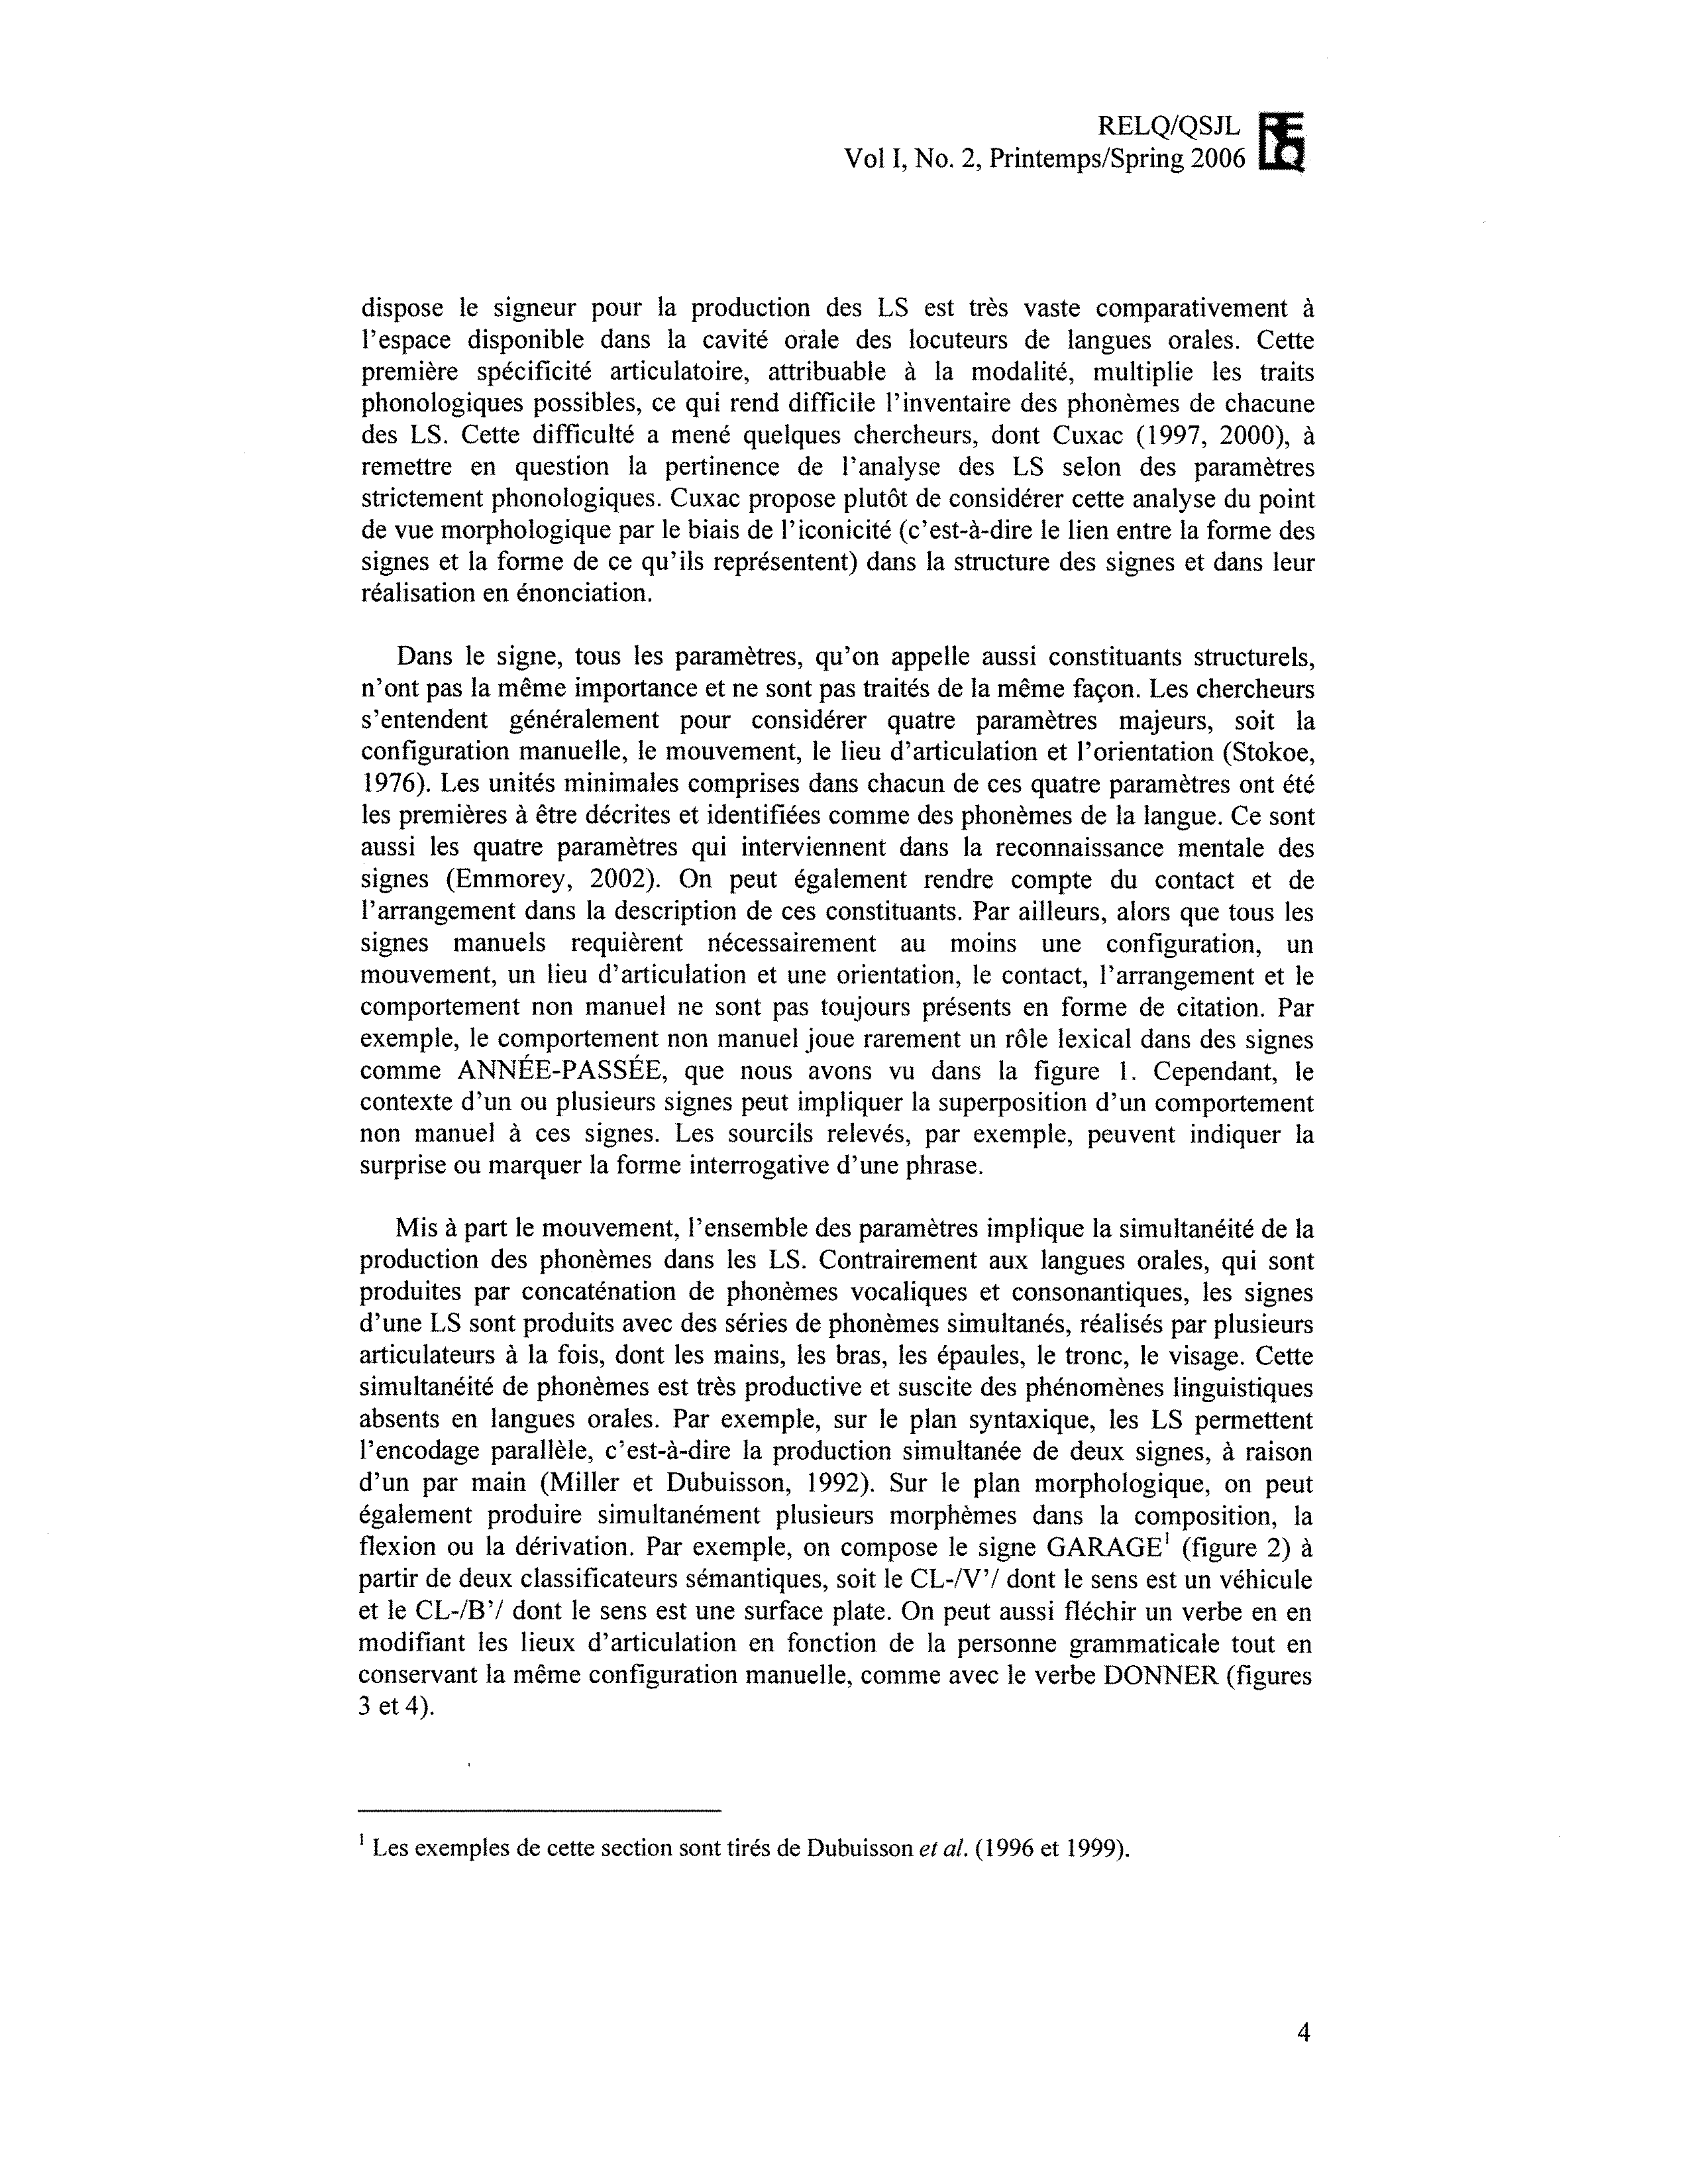 RELQ/QSJL
Vol I, No. 2, Printemps/Spring 2006
RELQ
dispose le signeur pour la production des LS est très vaste comparativement à
l'espace disponible dans la cavité orale des locuteurs de langues orales. Cette
première spécificité articulatoire, attribuable à la modalité, multiplie les traits
phonologiques possibles, ce qui rend difficile l'inventaire des phonèmes de chacune
des LS. Cette difficulté a mené quelques chercheurs, dont Cuxac (1997, 2000), à
remettre en question la pertinence de l'analyse des LS selon des paramètres
strictement phonologiques. Cuxac propose plutôt de considérer cette analyse du point
de vue morphologique par le biais de l'iconicité (c'est-à-dire le lien entre la forme des
signes et la forme de ce qu'ils représentent) dans la structure des signes et dans leur
réalisation en énonciation.
Dans le signe, tous les paramètres, qu'on appelle aussi constituants structurels,
n'ont pas la même importance et ne sont pas traités de la même façon. Les chercheurs
s'entendent généralement pour considérer quatre paramètres majeurs, soit la
configuration manuelle, le mouvement, le lieu d'articulation et l'orientation (Stokoe,
1976). Les unités minimales comprises dans chacun de ces quatre paramètres ont été
les premières à être décrites et identifiées comme des phonèmes de la langue. Ce sont
aussi les quatre paramètres qui interviennent dans la reconnaissance mentale des
signes (Emmorey, 2002). On peut également rendre compte du contact et de
l'arrangement dans la description de ces constituants. Par ailleurs, alors que tous les
signes manuels requièrent nécessairement au moins une configuration, un
mouvement, un lieu d'articulation et une orientation, le contact, l'arrangement et le
comportement non manuel ne sont pas toujours présents en forme de citation. Par
exemple, le comportement non manuel joue rarement un rôle lexical dans des signes
comme ANNÉE-PASSÉE, que nous avons vu dans la figure 1. Cependant, le
contexte d'un ou plusieurs signes peut impliquer la superposition d'un comportement
non manuel à ces signes. Les sourcils relevés, par exemple, peuvent indiquer la
surprise ou marquer la forme interrogative d'une phrase.
Mis à part le mouvement, l'ensemble des paramètres implique la simultanéité de la
production des phonèmes dans les LS. Contrairement aux langues orales, qui sont
produites par concaténation de phonèmes vocaliques et consonantiques, les signes
d'une LS sont produits avec des séries de phonèmes simultanés, réalisés par plusieurs
articulateurs à la fois, dont les mains, les bras, les épaules, le tronc, le visage. Cette
simultanéité de phonèmes est très productive et suscite des phénomènes linguistiques
absents en langues orales. Par exemple, sur le plan syntaxique, les LS permettent
l'encodage parallèle, c'est-à-dire la production simultanée de deux signes, à raison
d'un par main (Miller et Dubuisson, 1992). Sur le plan morphologique, on peut
également produire simultanément plusieurs morphèmes dans la composition, la
flexion ou la dérivation. Par exemple, on compose le signe GARAGE¹ (figure 2) à
partir de deux classificateurs sémantiques, soit le CL-/V'/ dont le sens est un véhicule
et le CL-/B'/ dont le sens est une surface plate. On peut aussi fléchir un verbe en en
modifiant les lieux d'articulation en fonction de la personne grammaticale tout en
conservant la même configuration manuelle, comme avec le verbe DONNER (figures
3 et 4).
¹ Les exemples de cette section sont tirés de Dubuisson et al. (1996 et 1999).
4